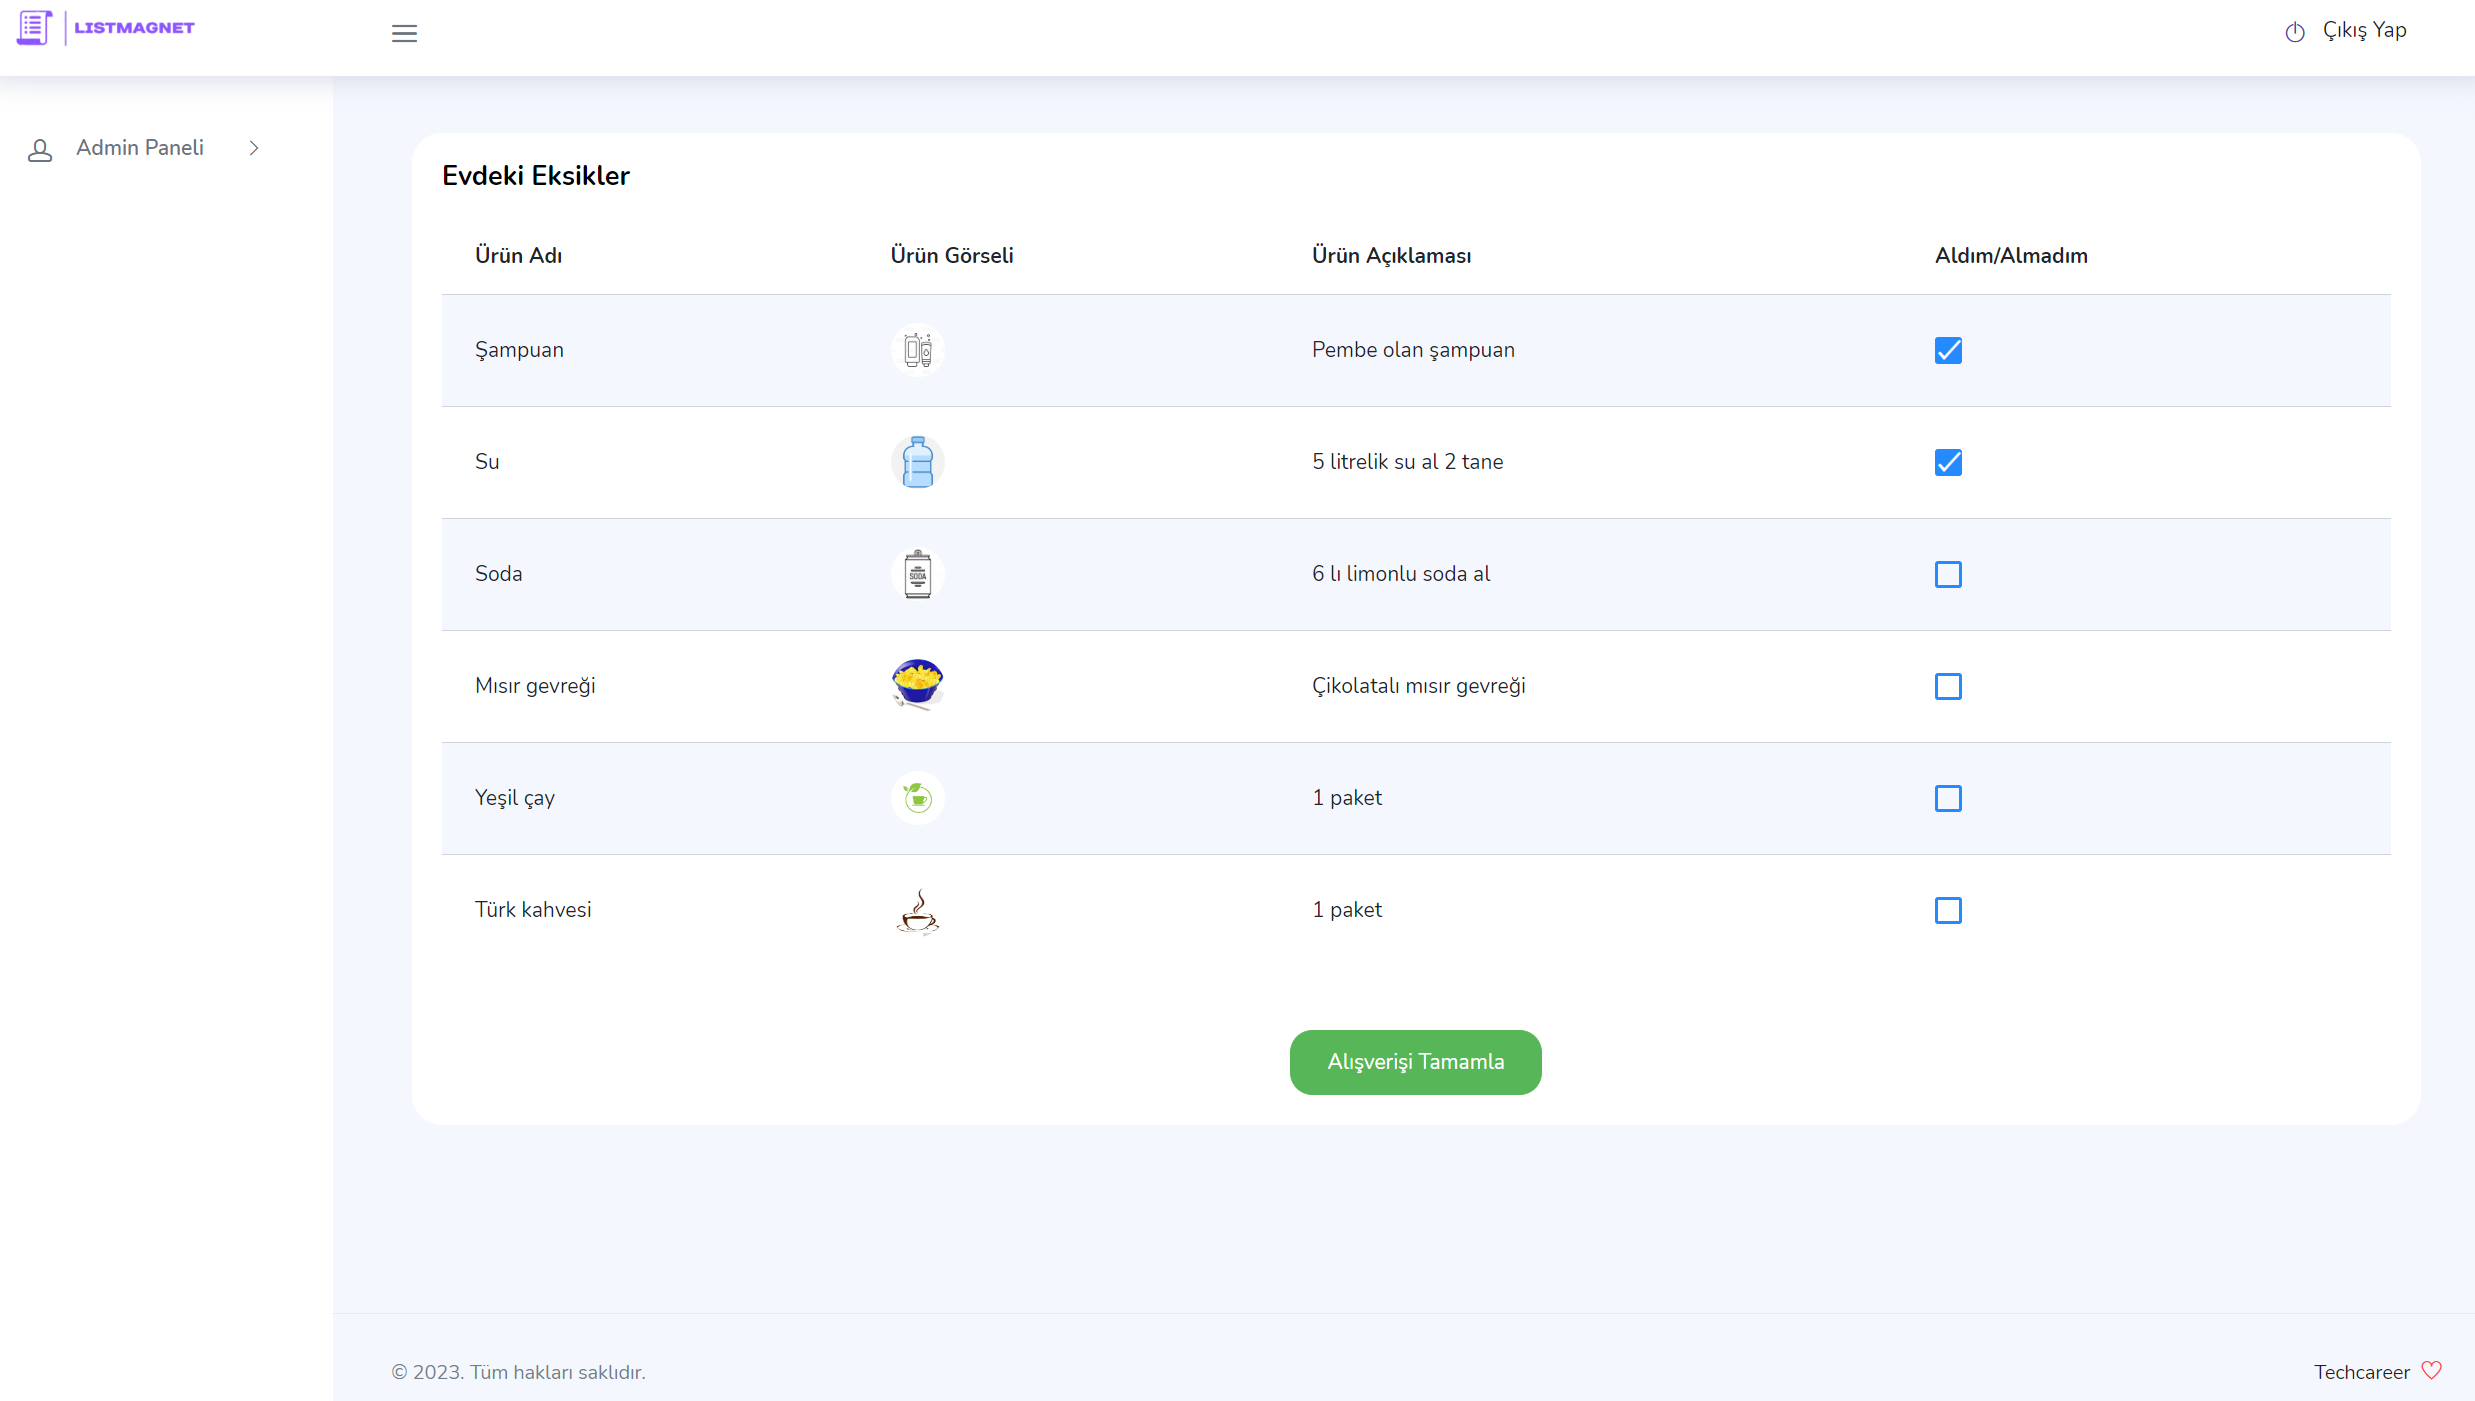 LISTMAGNET
Çıkış Yap
Admin Paneli
Evdeki Eksikler
Ürün Adı Ürün Görseli Ürün Açıklaması Aldım/Almadım
Şampuan Pembe olan şampuan
Su 5 litrelik su al 2 tane
Soda SODA 6 lı limonlu soda al
Mısır gevreği Çikolatalı mısır gevreği
Yeşil çay 1 paket
Türk kahvesi 1 paket
Alışverişi Tamamla
© 2023. Tüm hakları saklıdır. Techcareer